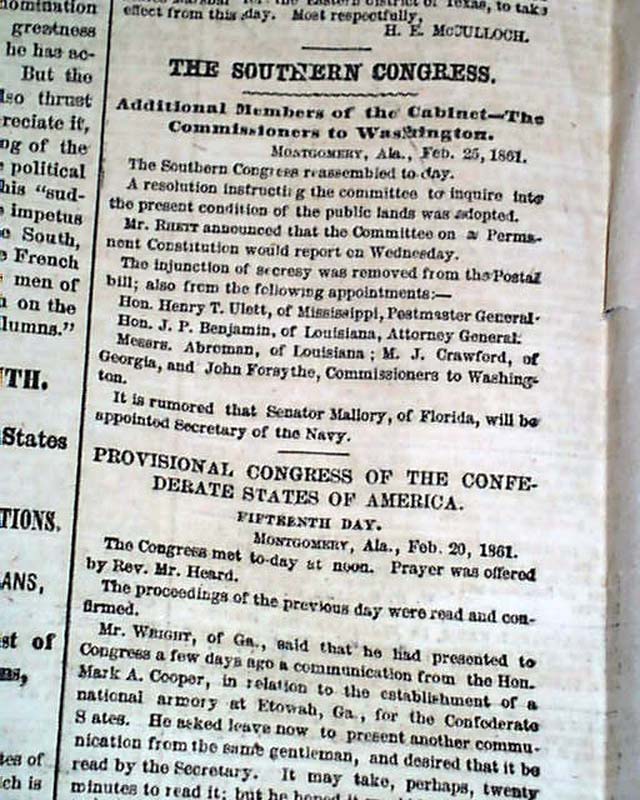 omination
greatness
he has ac-
But the
lso thrust
reciate it,
ng of the
political
his "sud-
impetus
South,
French
men of
on the
lumns."
TH.
States
TIONS.
ANS,
st of
tes of
ch is
Texas, to take
effect from this day. Most respectfully,
H. E. McCULLOCH.
THE SOUTHERN CONGRESS.
Additional Members of the Cabinet—The
Commissioners to Washington.
MONTGOMERY, Ala., Feb. 25, 1861.
The Southern Congress reassembled to-day.
A resolution instructing the committee to inquire into
the present condition of the public lands was adopted.
Mr. RHETT announced that the Committee on a Perma-
nent Constitution would report on Wednesday.
The injunction of secresy was removed from the Postal
bill; also from the following appointments:—
Hon. Henry T. Ulett, of Mississippi, Postmaster General.
Hon. J. P. Benjamin, of Louisiana, Attorney General.
Messrs. Abroman, of Louisiana; M. J. Crawford, of
Georgia, and John Forsythe, Commissioners to Washing-
ton.
It is rumored that Senator Mallory, of Florida, will be
appointed Secretary of the Navy.
PROVISIONAL CONGRESS OF THE CONFE-
DERATE STATES OF AMERICA.
FIFTEENTH DAY.
MONTGOMERY, Ala., Feb. 20, 1861.
The Congress met to-day at noon. Prayer was offered
by Rev. Mr. Heard.
The proceedings of the previous day were read and con-
firmed.
Mr. WRIGHT, of Ga., said that he had presented to
Congress a few days ago a communication from the Hon.
Mark A. Cooper, in relation to the establishment of a
national armory at Etowah, Ga., for the Confederate
S ates. He asked leave now to present another commu-
nication from the same gentleman, and desired that it be
read by the Secretary. It may take, perhaps, twenty
minutes to read it; but he hoped it